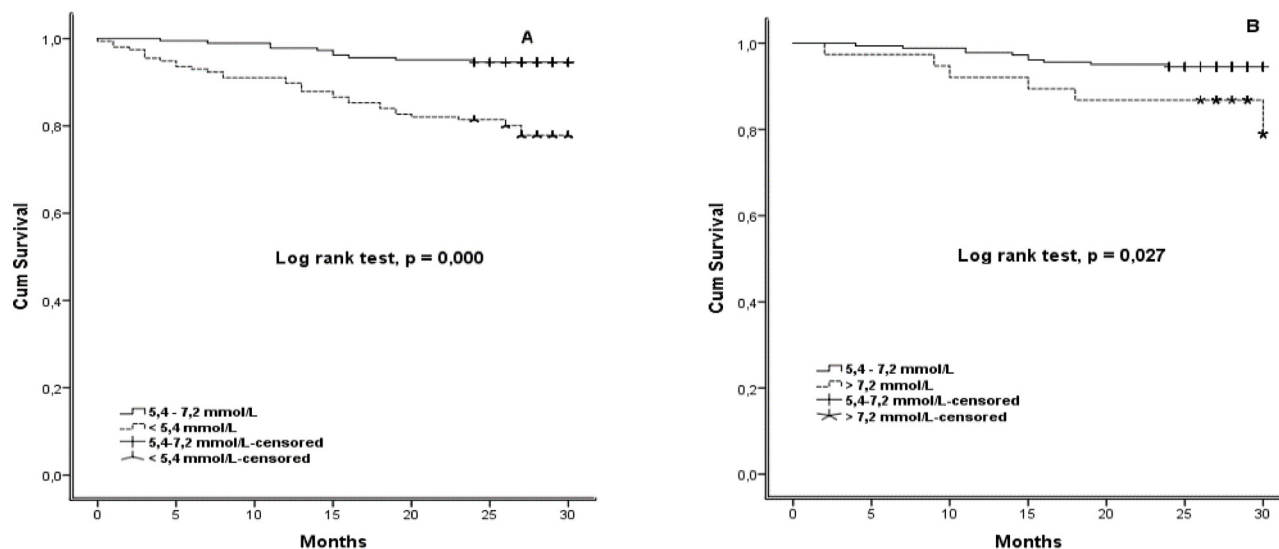 A
1,0
0,8
0,6
0,4
0,2
0,0
Cum Survival
Log rank test, p = 0,000
5,4 - 7,2 mmol/L
< 5,4 mmol/L
5,4-7,2 mmol/L-censored
< 5,4 mmol/L-censored
0 5 10 15 20 25 30
Months
B
1,0
0,8
0,6
0,4
0,2
0,0
Cum Survival
Log rank test, p = 0,027
5,4 - 7,2 mmol/L
> 7,2 mmol/L
5,4-7,2 mmol/L-censored
> 7,2 mmol/L-censored
0 5 10 15 20 25 30
Months